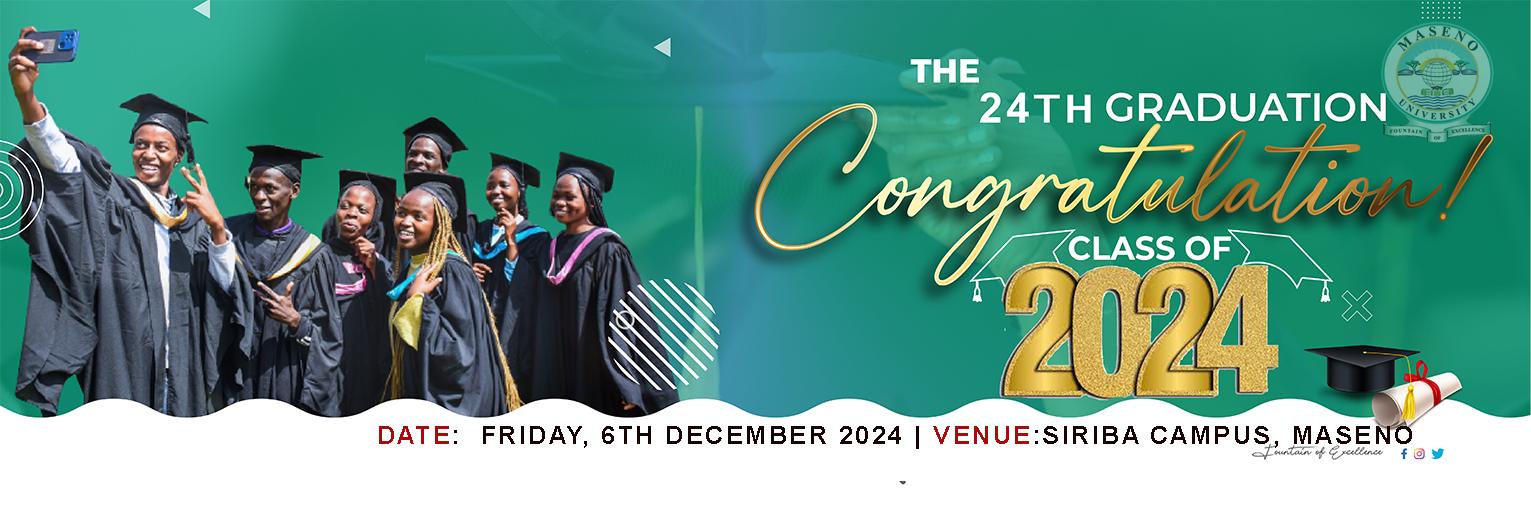 THE
24TH GRADUATION
Congratulation!
CLASS OF
2024
MASENO
UNIVERSITY
FOUNTAIN OF EXCELLENCE
DATE: FRIDAY, 6TH DECEMBER 2024 | VENUE:SIRIBA CAMPUS, MASENO
Fountain of Excellence